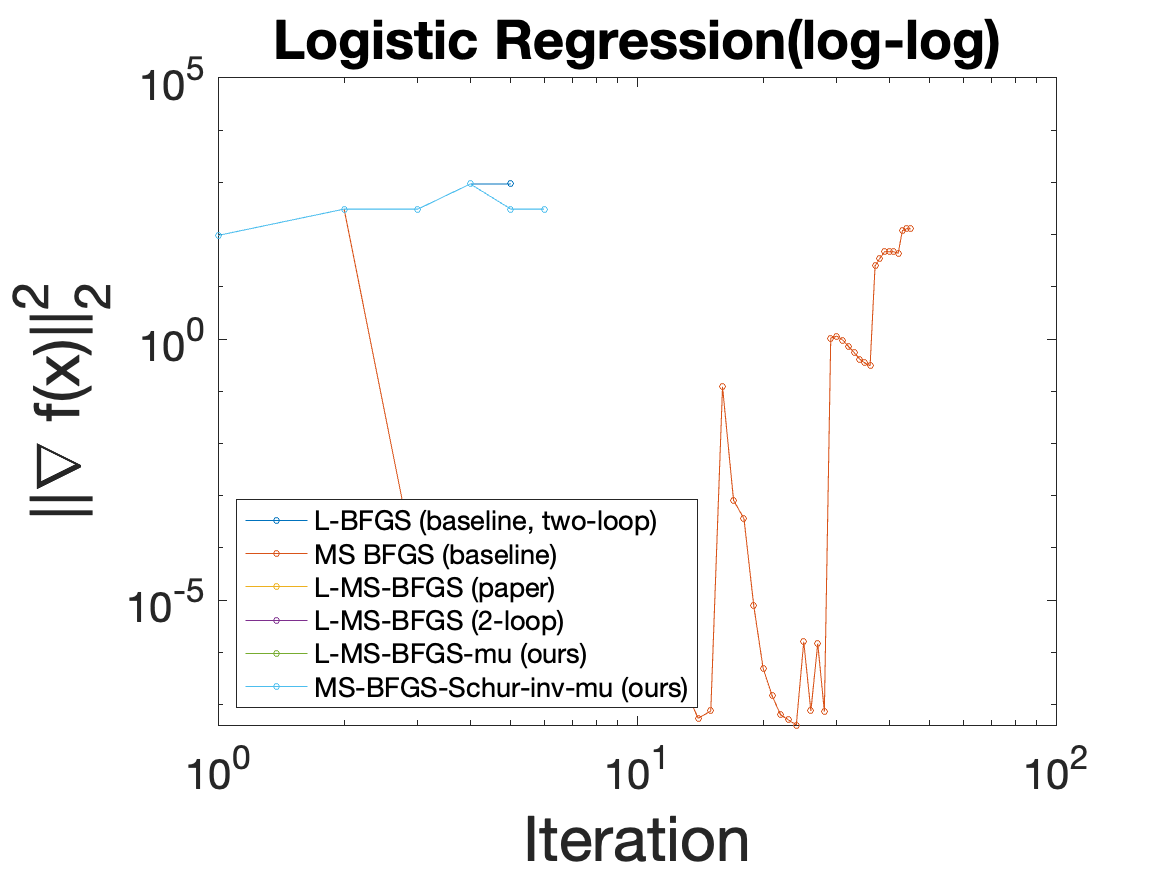 Logistic Regression(log-log)
10^5
10^0
10^-5
||∇ f(x)||_2^2
L-BFGS (baseline, two-loop)
MS BFGS (baseline)
L-MS-BFGS (paper)
L-MS-BFGS (2-loop)
L-MS-BFGS-mu (ours)
MS-BFGS-Schur-inv-mu (ours)
10^0 10^1 10^2
Iteration